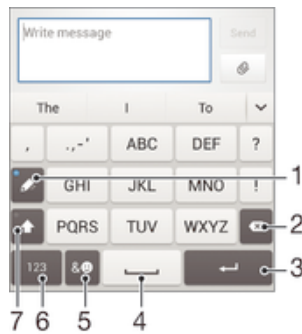 Write message
Send
The I To
, .,-' ABC DEF ?
GHI JKL MNO ! 1
PQRS TUV WXYZ 2
123 &☻ 3
7 6 5 4